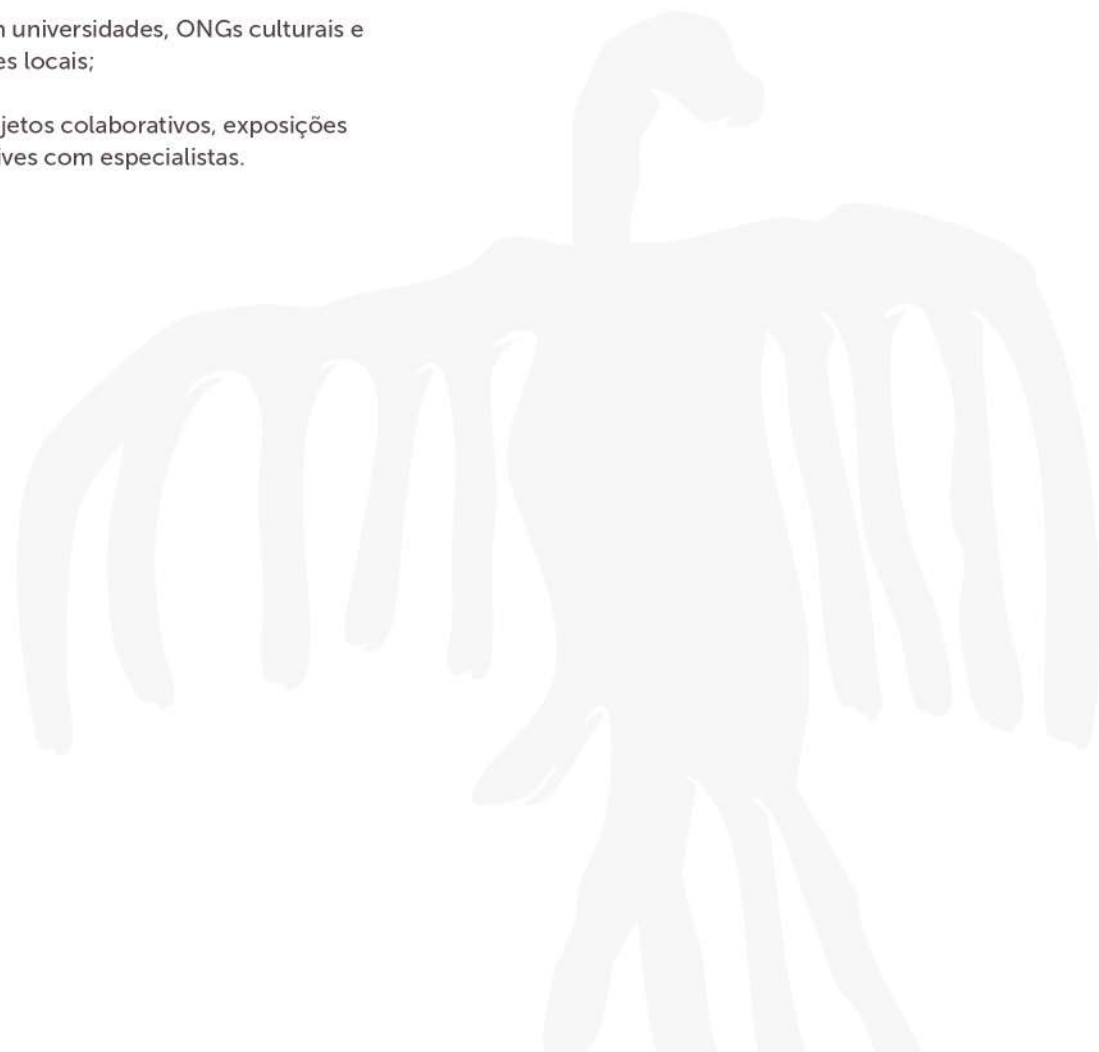 universidades, ONGs culturais e
locais;
colaborativos, exposições
com especialistas.